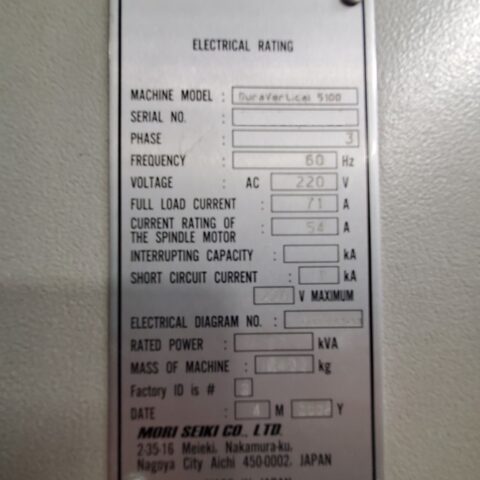 ELECTRICAL RATING
MACHINE MODEL : DuraVertical 5100
SERIAL NO. :
PHASE : 3
FREQUENCY : 60 Hz
VOLTAGE : AC 220 V
FULL LOAD CURRENT : 71 A
CURRENT RATING OF THE SPINDLE MOTOR : 54 A
INTERRUPTING CAPACITY : kA
SHORT CIRCUIT CURRENT : kA
V MAXIMUM
ELECTRICAL DIAGRAM NO. :
RATED POWER : kVA
MASS OF MACHINE : kg
Factory ID is #
DATE : 4 M Y
MORI SEIKI CO., LTD.
2-35-16 Meieki, Nakamura-ku,
Nagoya City Aichi 450-0002, JAPAN